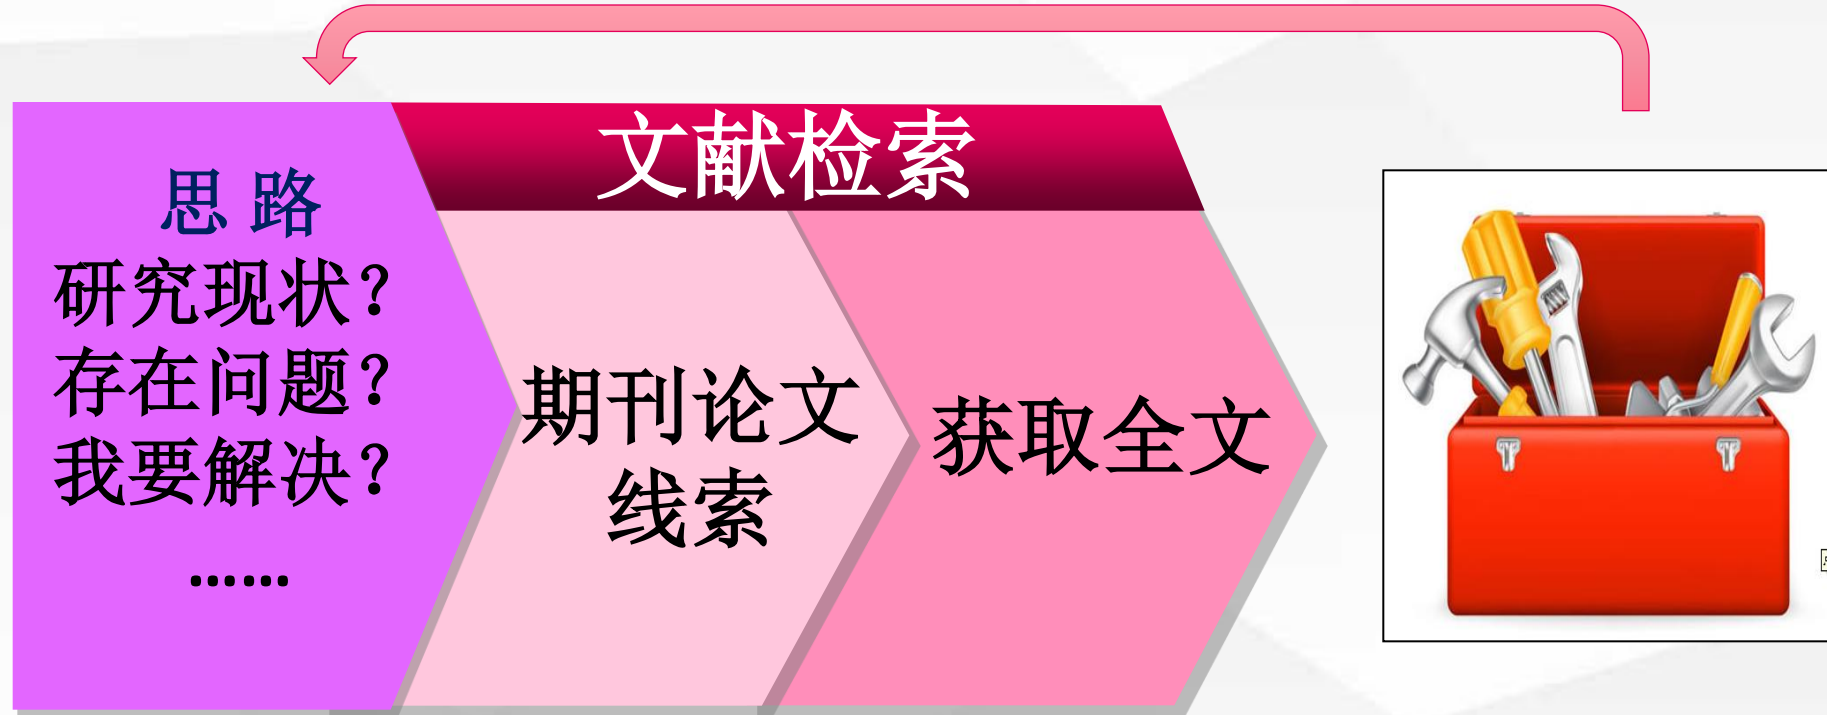 文献检索
思 路
研究现状？
存在问题？
我要解决？
……
期刊论文
线索
获取全文